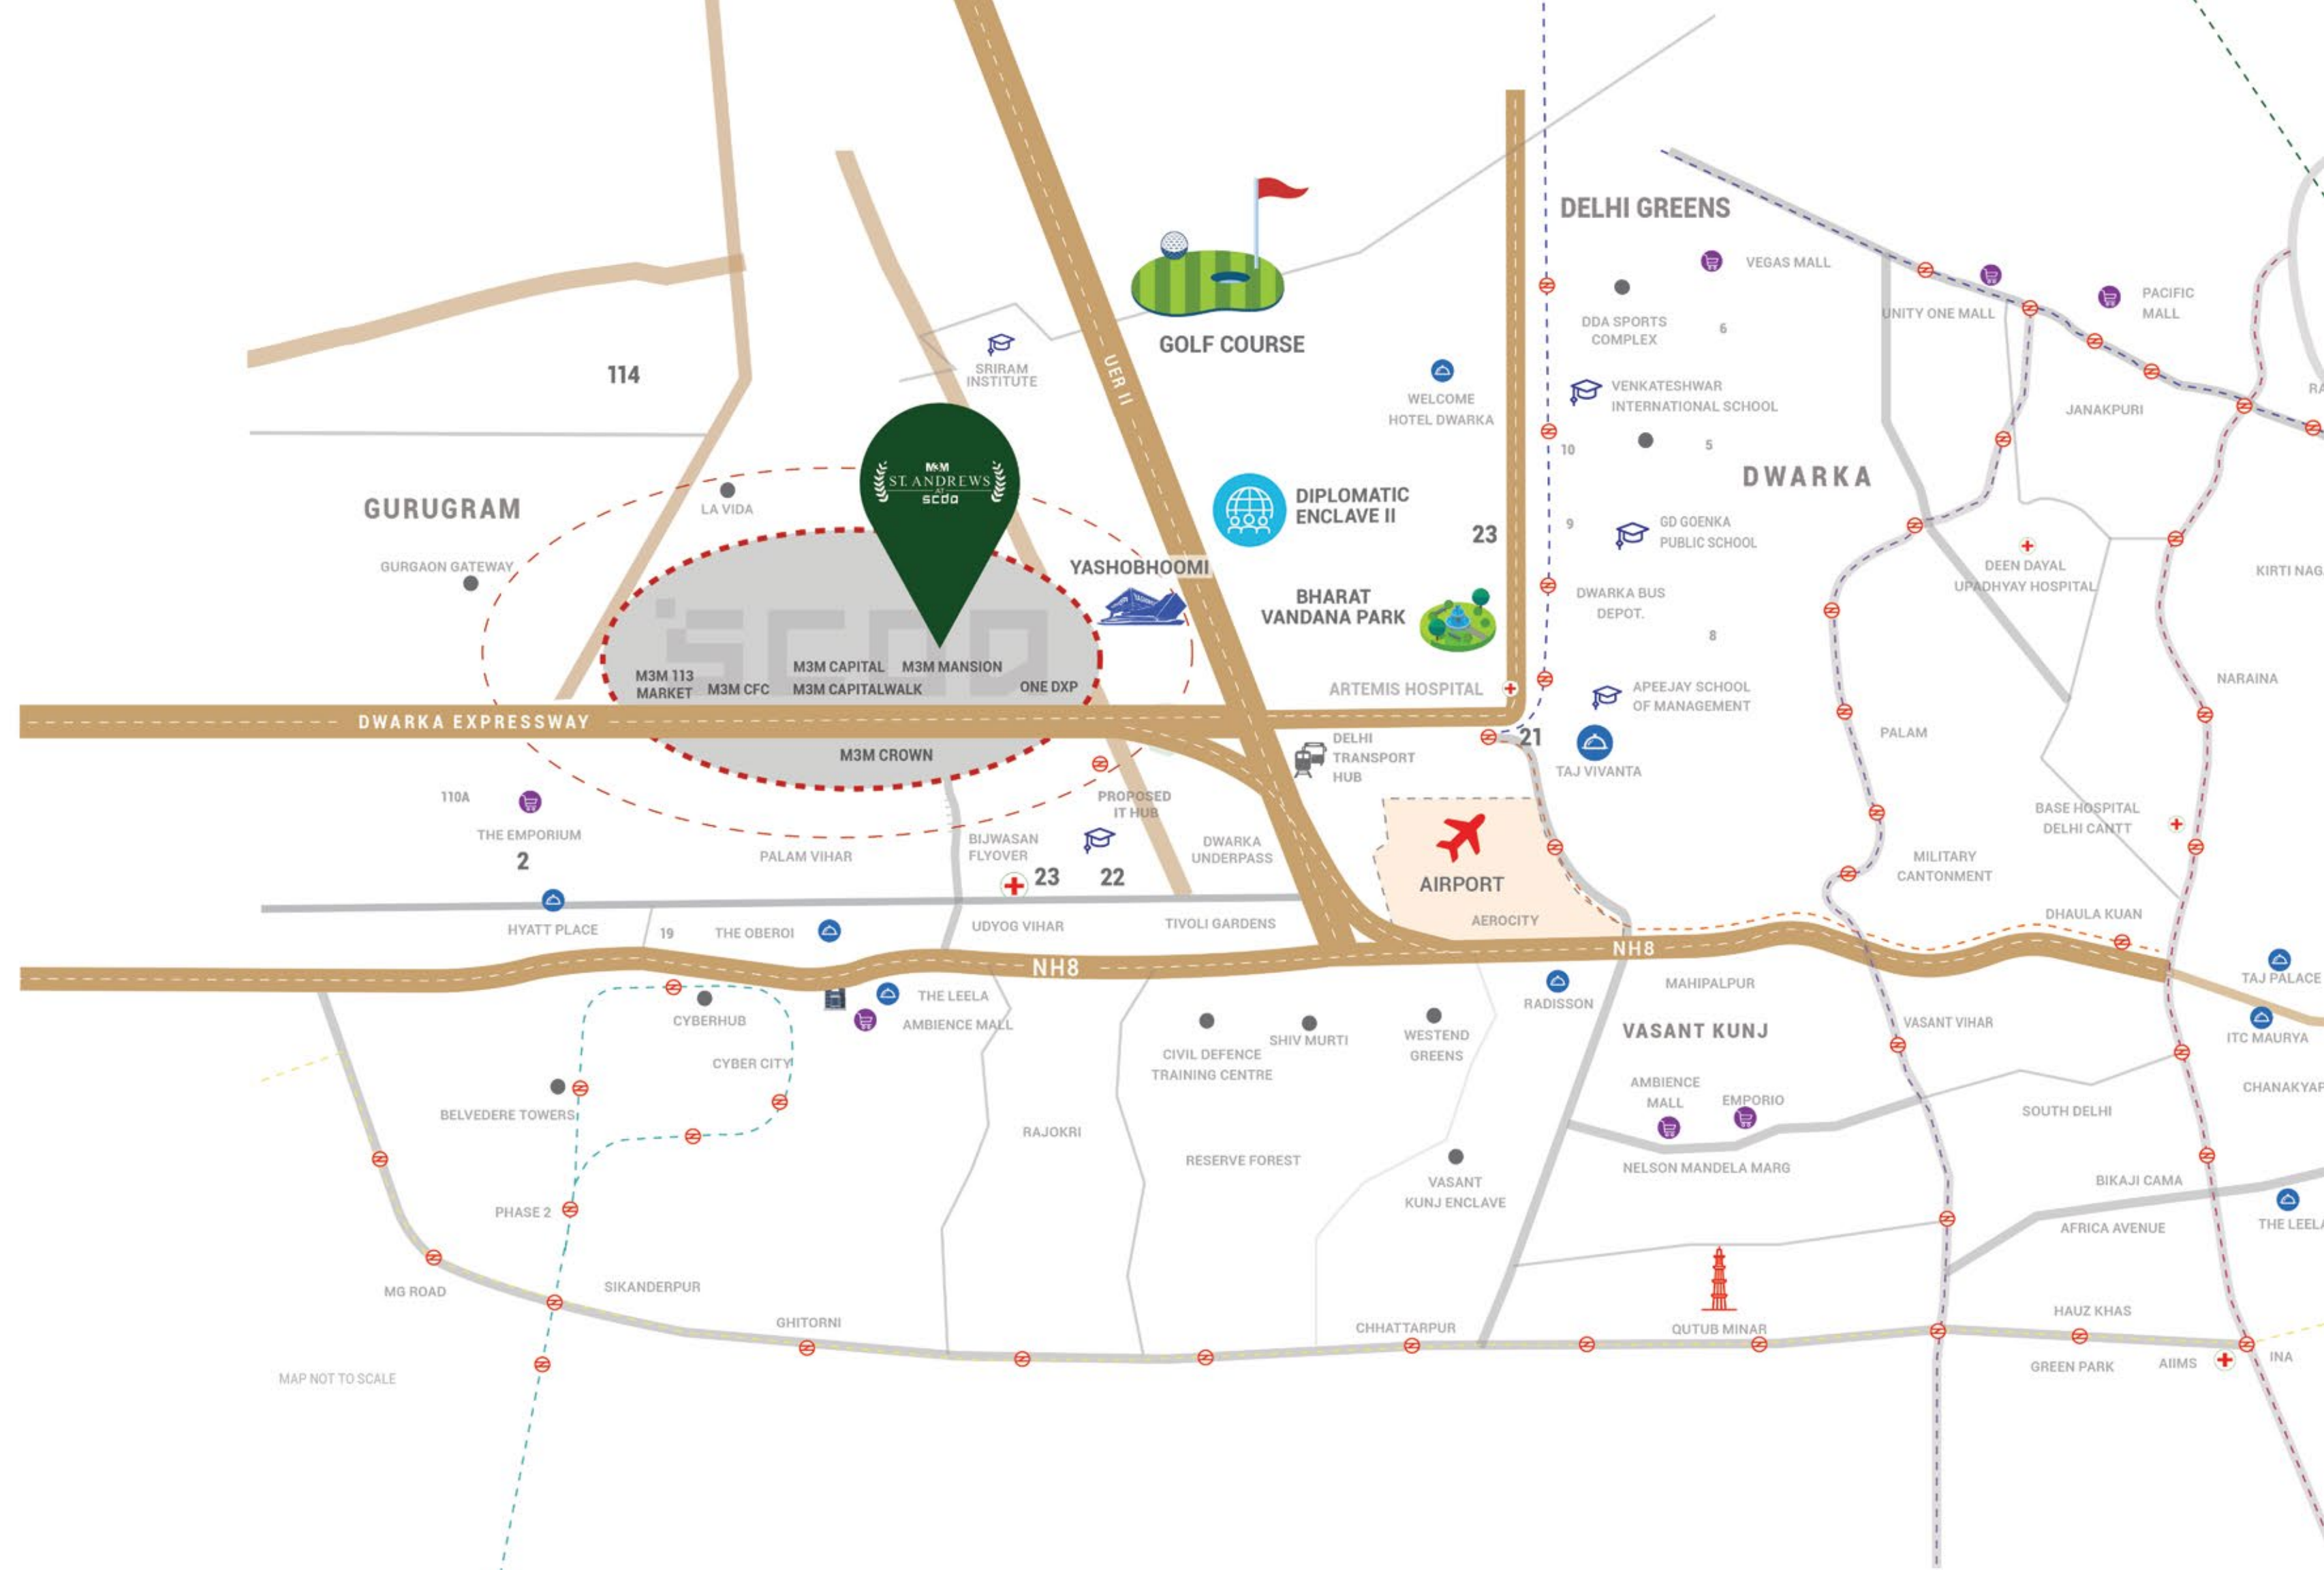 DELHI GREENS
VEGAS MALL
UNITY ONE MALL
PACIFIC
MALL
DDA SPORTS
COMPLEX
6
GOLF COURSE
UER II
SRIRAM
INSTITUTE
114
WELCOME
HOTEL DWARKA
VENKATESHWAR
INTERNATIONAL SCHOOL
JANAKPURI
10
5
DWARKA
M3M
ST. ANDREWS
AT
scda
GURUGRAM
LA VIDA
DIPLOMATIC
ENCLAVE II
23
9
GD GOENKA
PUBLIC SCHOOL
GURGAON GATEWAY
YASHOBHOOMI
DEEN DAYAL
UPADHYAY HOSPITAL
KIRTI NAG
BHARAT
VANDANA PARK
DWARKA BUS
DEPOT.
8
M3M 113
MARKET
M3M CFC
M3M CAPITAL
M3M CAPITALWALK
M3M MANSION
ONE DXP
ARTEMIS HOSPITAL
APEEJAY SCHOOL
OF MANAGEMENT
NARAINA
DWARKA EXPRESSWAY
M3M CROWN
DELHI
TRANSPORT
HUB
21
TAJ VIVANTA
PALAM
110A
THE EMPORIUM
2
PROPOSED
IT HUB
PALAM VIHAR
BIJWASAN
FLYOVER
23
22
DWARKA
UNDERPASS
AIRPORT
AEROCITY
BASE HOSPITAL
DELHI CANTT
MILITARY
CANTONMENT
DHAULA KUAN
HYATT PLACE
19
THE OBEROI
UDYOG VIHAR
TIVOLI GARDENS
NH8
NH8
TAJ PALACE
CYBERHUB
THE LEELA
AMBIENCE MALL
CYBER CITY
CIVIL DEFENCE
TRAINING CENTRE
SHIV MURTI
WESTEND
GREENS
RADISSON
MAHIPALPUR
VASANT KUNJ
VASANT VIHAR
ITC MAURYA
BELVEDERE TOWERS
RAJOKRI
RESERVE FOREST
AMBIENCE
MALL
EMPORIO
SOUTH DELHI
CHANAKYAP
NELSON MANDELA MARG
VASANT
KUNJ ENCLAVE
BIKAJI CAMA
AFRICA AVENUE
THE LEELA
PHASE 2
MG ROAD
SIKANDERPUR
GHITORNI
CHHATTARPUR
QUTUB MINAR
HAUZ KHAS
GREEN PARK
AIIMS
INA
MAP NOT TO SCALE